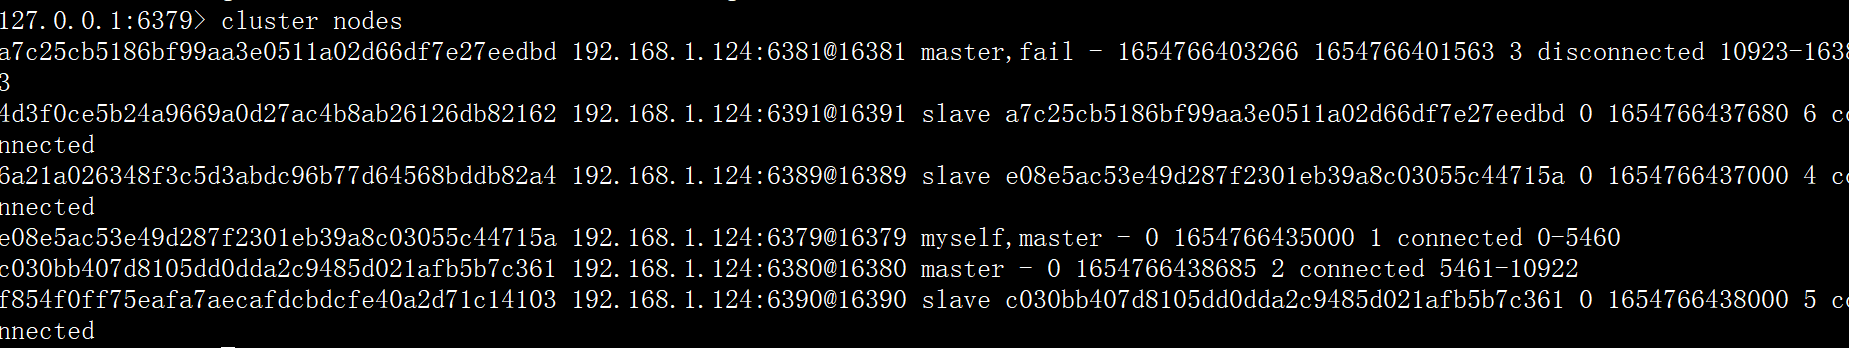 127.0.0.1:6379> cluster nodes
a7c25cb5186bf99aa3e0511a02d66df7e27eedbd 192.168.1.124:6381@16381 master,fail - 1654766403266 1654766401563 3 disconnected 10923-1638
3
4d3f0ce5b24a9669a0d27ac4b8ab26126db82162 192.168.1.124:6391@16391 slave a7c25cb5186bf99aa3e0511a02d66df7e27eedbd 0 1654766437680 6 co
nnected
6a21a026348f3c5d3abdc96b77d64568bddb82a4 192.168.1.124:6389@16389 slave e08e5ac53e49d287f2301eb39a8c03055c44715a 0 1654766437000 4 co
nnected
e08e5ac53e49d287f2301eb39a8c03055c44715a 192.168.1.124:6379@16379 myself,master - 0 1654766435000 1 connected 0-5460
c030bb407d8105dd0dda2c9485d021afb5b7c361 192.168.1.124:6380@16380 master - 0 1654766438685 2 connected 5461-10922
f854f0ff75eafa7aecafdcbdcfe40a2d71c14103 192.168.1.124:6390@16390 slave c030bb407d8105dd0dda2c9485d021afb5b7c361 0 1654766438000 5 co
nnected